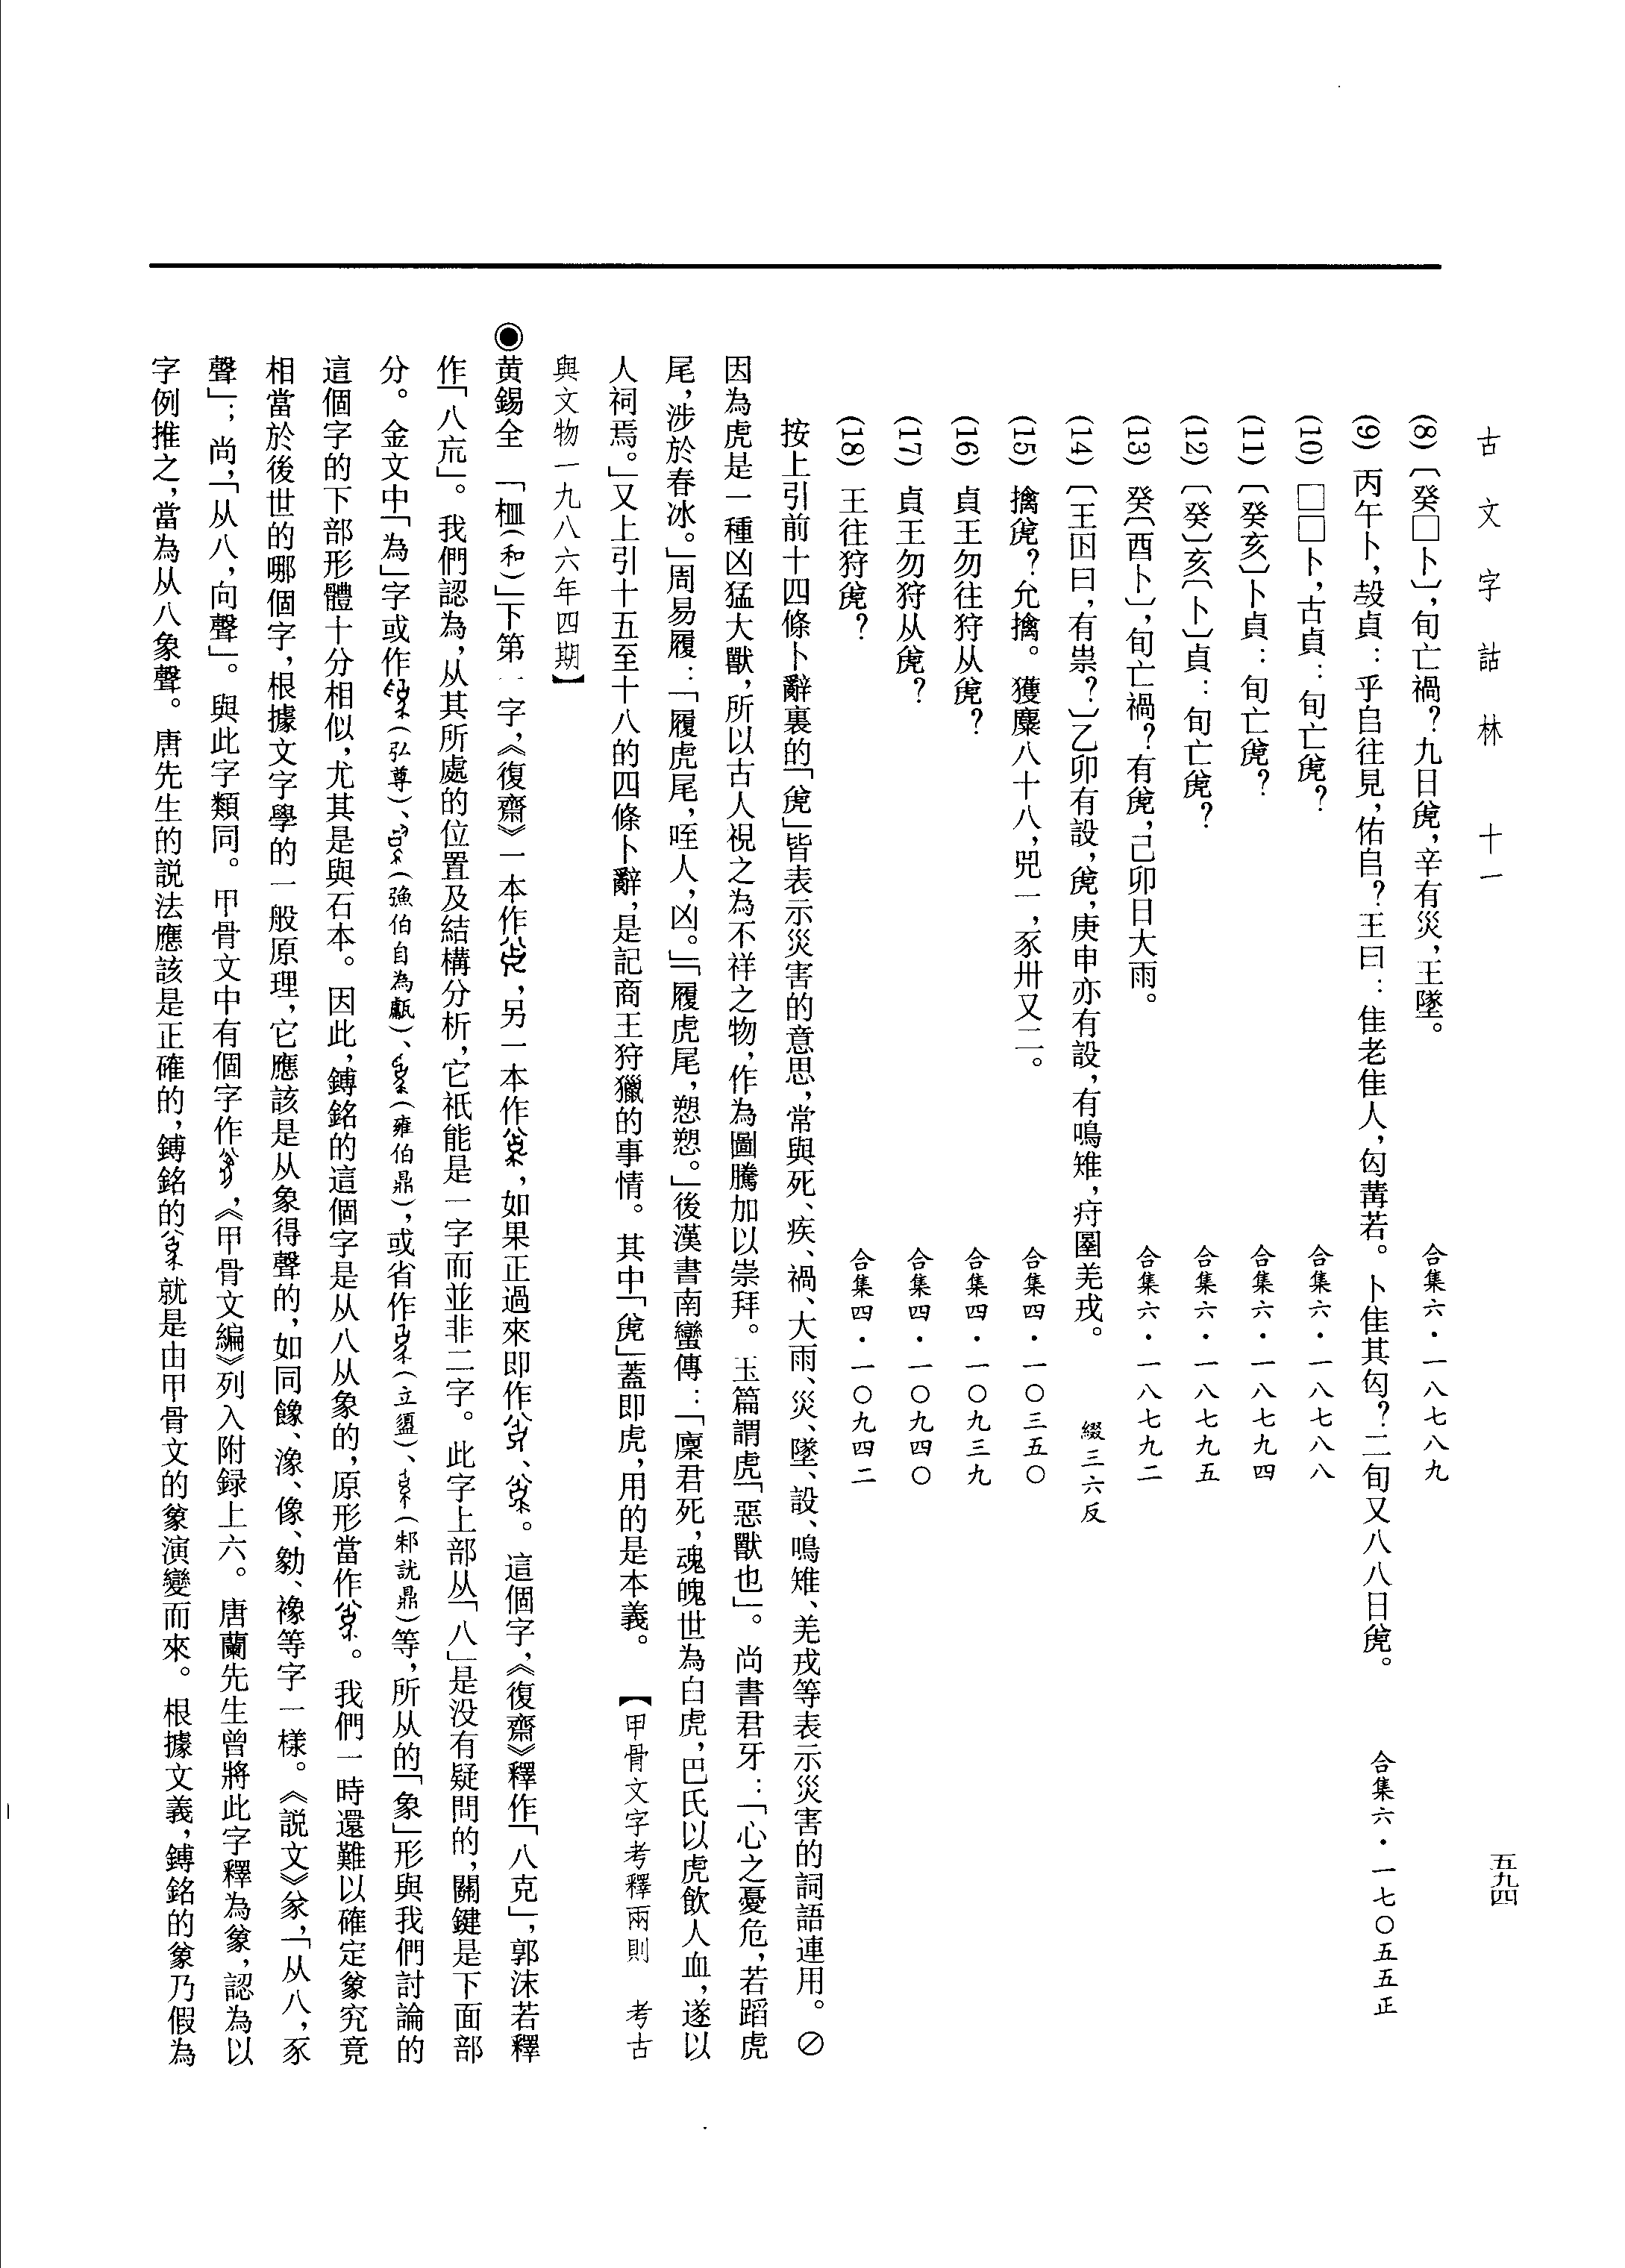 古文字詁林 十一
五九四
(8)〔癸□卜〕,旬亡禍?九日⿱八虎,辛有災,王墜。 合集六·一八七八九
(9) 丙午卜,㱿貞:乎𠂤往見,佑𠂤?王曰:隹老隹人,匃冓若。卜隹其匃?二旬又八八日⿱八虎。 合集六·一七〇五五正
(10) □□卜,古貞:旬亡⿱八虎? 合集六·一八七八八
(11)〔癸亥〕卜貞:旬亡⿱八虎? 合集六·一八七九四
(12)〔癸〕亥〔卜〕貞:旬亡⿱八虎? 合集六·一八七九五
(13) 癸〔酉卜〕,旬亡禍?有⿱八虎,己卯日大雨。 合集六·一八七九二
(14)〔王囚曰,有祟?〕乙卯有設,⿱八虎,庚申亦有設,有鳴雉,疛圉羌戎。 綴三六反
(15) 擒⿱八虎?允擒。獲麋八十八,兕一,豕卅又二。 合集四·一〇三五〇
(16) 貞王勿往狩从⿱八虎? 合集四·一〇九三九
(17) 貞王勿狩从⿱八虎? 合集四·一〇九四〇
(18) 王往狩⿱八虎? 合集四·一〇九四二
按上引前十四條卜辭裏的「⿱八虎」皆表示災害的意思,常與死、疾、禍、大雨、災、墜、設、鳴雉、羌戎等表示災害的詞語連用。⊘
因為虎是一種凶猛大獸,所以古人視之為不祥之物,作為圖騰加以崇拜。玉篇謂虎「惡獸也」。尚書君牙:「心之憂危,若蹈虎
尾,涉於春冰。」周易履:「履虎尾,咥人,凶。」「履虎尾,愬愬。」後漢書南蠻傳:「廩君死,魂魄世為白虎,巴氏以虎飲人血,遂以
人祠焉。」又上引十五至十八的四條卜辭,是記商王狩獵的事情。其中「⿱八虎」蓋即虎,用的是本義。 【甲骨文字考釋兩則 考古
與文物一九八六年四期】
◉黄錫全 「𣐺(和)」下第一字,《復齋》一本作,另一本作,如果正過來即作、。這個字,《復齋》釋作「八克」,郭沫若釋
作「八㡃」。我們認為,从其所處的位置及結構分析,它祇能是一字而並非二字。此字上部从「八」是没有疑問的,關鍵是下面部
分。金文中「為」字或作(弘尊)、(漁伯自為甗)、(雍伯鼎),或省作(立盨)、(邾訧鼎)等,所从的「象」形與我們討論的
這個字的下部形體十分相似,尤其是與石本。因此,鎛銘的這個字是从八从象的,原形當作。我們一時還難以確定⿱八象究竟
相當於後世的哪個字,根據文字學的一般原理,它應該是从象得聲的,如同餯、潒、像、勨、襐等字一樣。《説文》㒸,「从八,豕
聲」;尚,「从八,向聲」。與此字類同。甲骨文中有個字作,《甲骨文編》列入附録上六。唐蘭先生曾將此字釋為⿱八象,認為以
字例推之,當為从八象聲。唐先生的説法應該是正確的,鎛銘的就是由甲骨文的⿱八象演變而來。根據文義,鎛銘的⿱八象乃假為